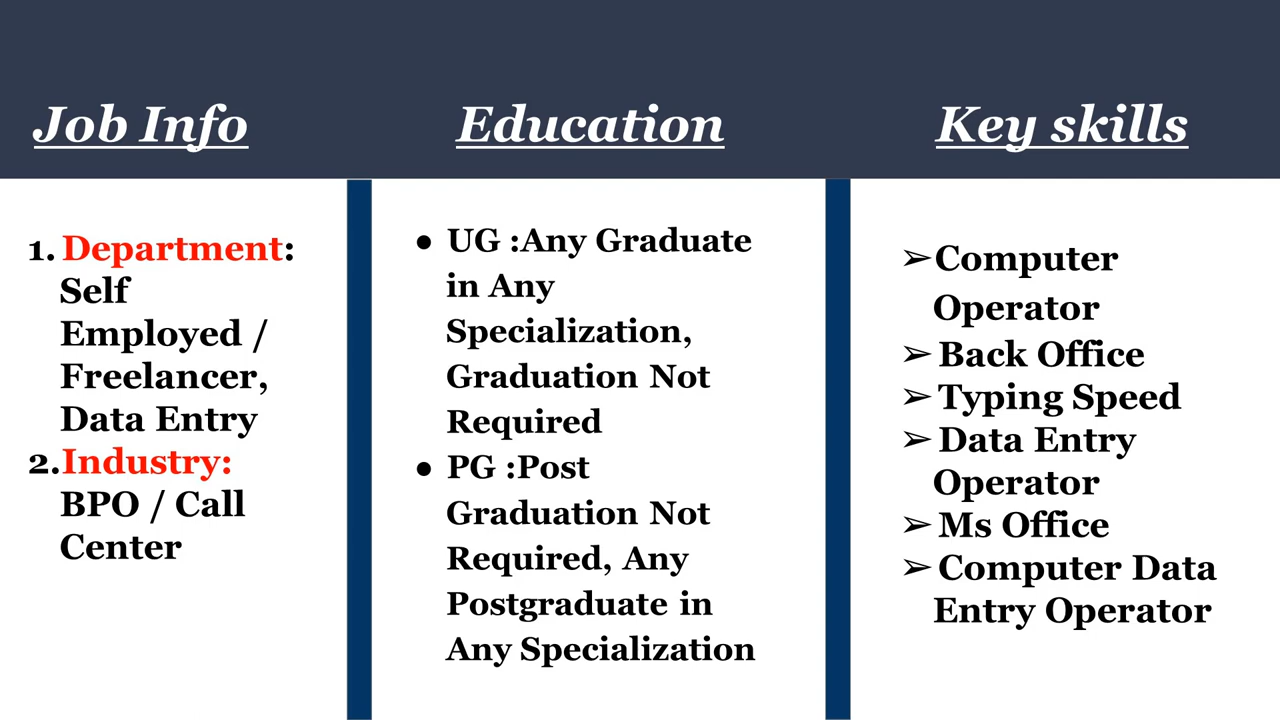 Job Info
1. Department:
Self
Employed /
Freelancer,
Data Entry
2.Industry:
BPO / Call
Center
Education
● UG :Any Graduate
in Any
Specialization,
Graduation Not
Required
● PG :Post
Graduation Not
Required, Any
Postgraduate in
Any Specialization
Key skills
➢Computer
Operator
➢Back Office
➢Typing Speed
➢Data Entry
Operator
➢Ms Office
➢Computer Data
Entry Operator